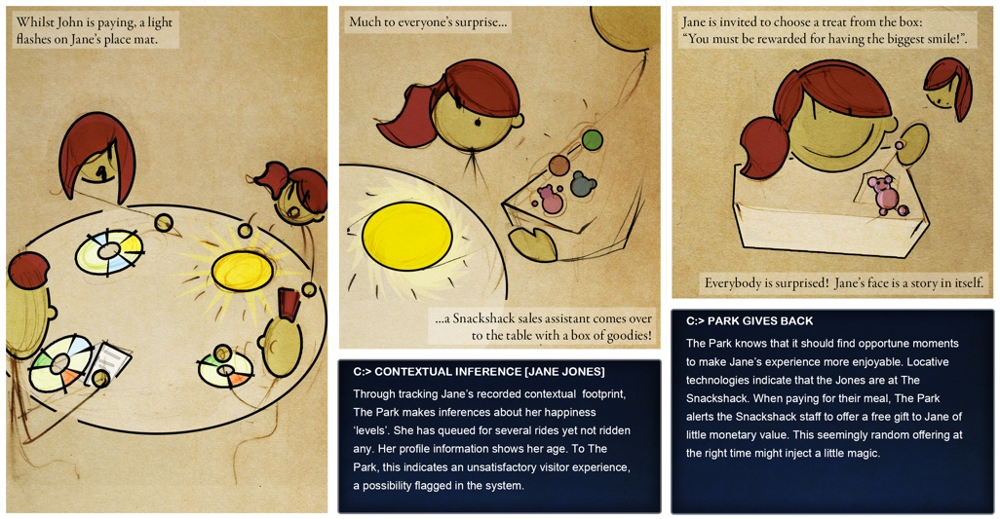 Whilst John is paying, a light
flashes on Jane's place mat.
Much to everyone's surprise...
...a Snackshack sales assistant comes over
to the table with a box of goodies!
C:> CONTEXTUAL INFERENCE [JANE JONES]
Through tracking Jane's recorded contextual footprint,
The Park makes inferences about her happiness
'levels'. She has queued for several rides yet not ridden
any. Her profile information shows her age. To The
Park, this indicates an unsatisfactory visitor experience,
a possibility flagged in the system.
Jane is invited to choose a treat from the box:
“You must be rewarded for having the biggest smile!”.
Everybody is surprised! Jane's face is a story in itself.
C:> PARK GIVES BACK
The Park knows that it should find opportune moments
to make Jane's experience more enjoyable. Locative
technologies indicate that the Jones are at The
Snackshack. When paying for their meal, The Park
alerts the Snackshack staff to offer a free gift to Jane of
little monetary value. This seemingly random offering at
the right time might inject a little magic.